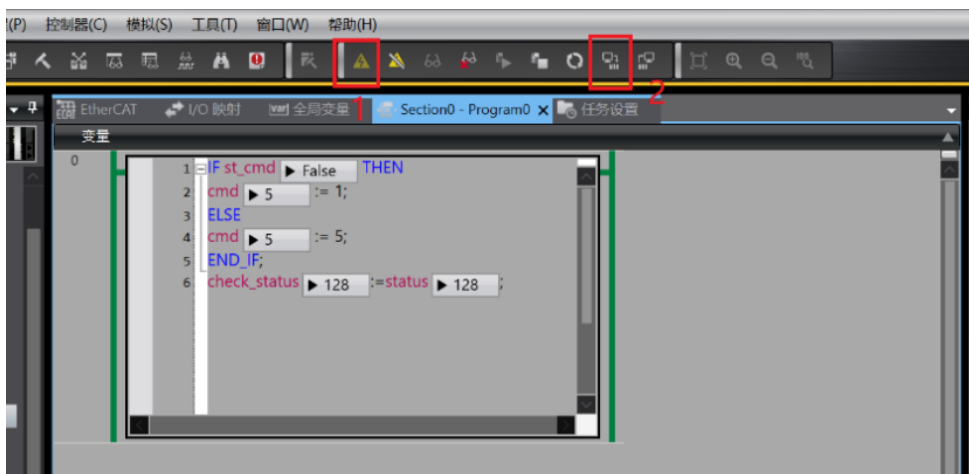 (P) 控制器(C) 模拟(S) 工具(T) 窗口(W) 帮助(H)
1
2
EtherCAT I/O 映射 全局变量 Section0 - Program0 任务设置
变量
0
1 IF st_cmd False THEN
2 cmd 5 := 1;
3 ELSE
4 cmd 5 := 5;
5 END_IF;
6 check_status 128 :=status 128 ;